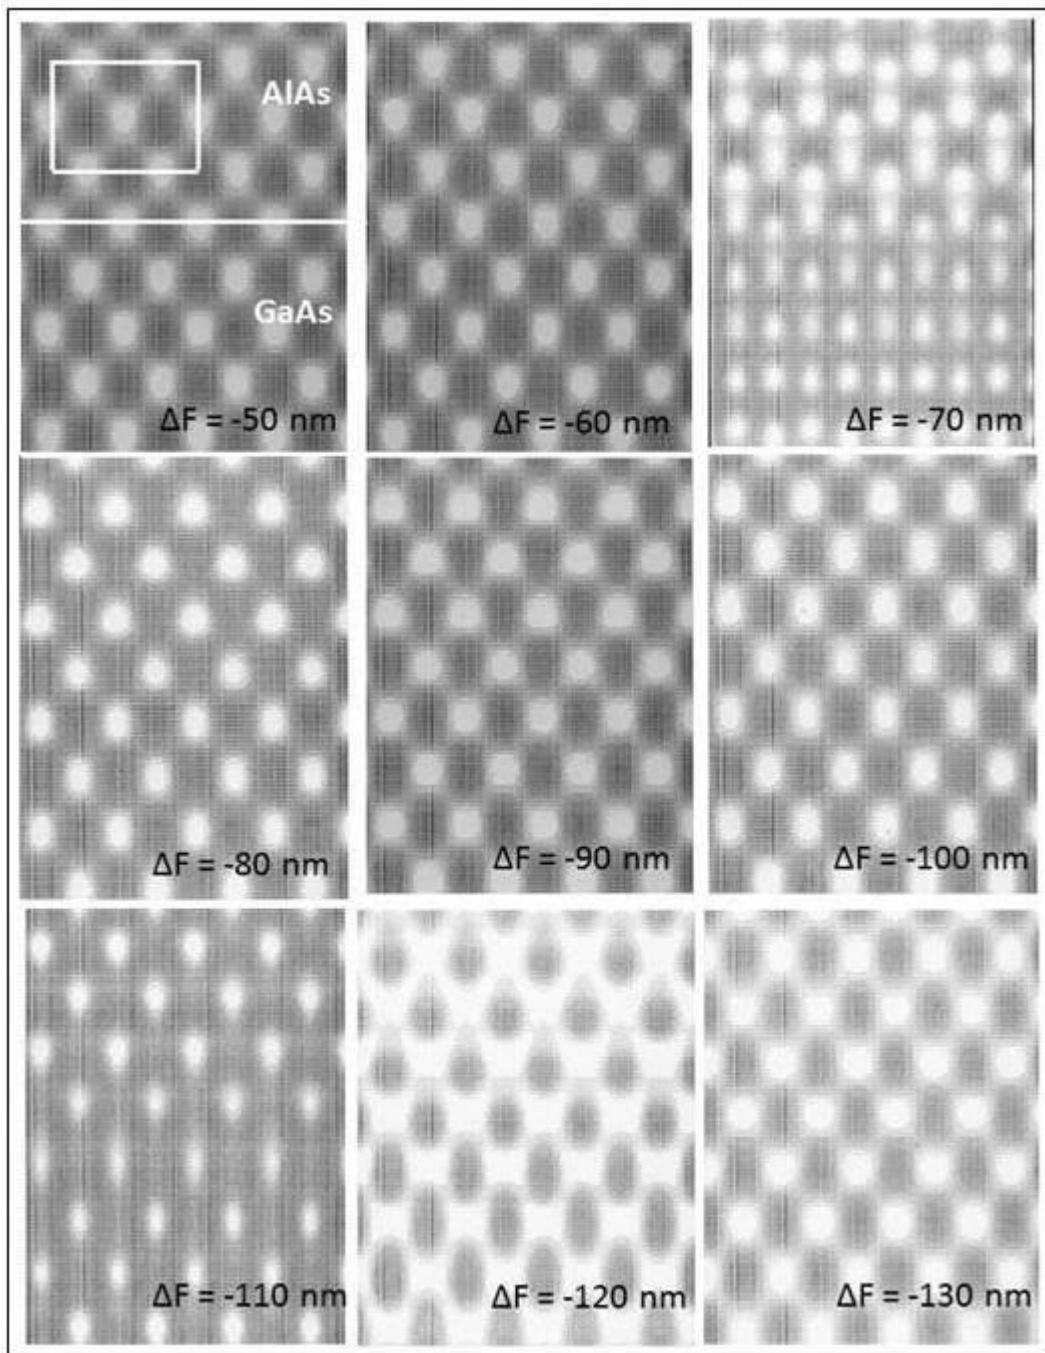 AlAs
GaAs
ΔF = -50 nm
ΔF = -60 nm
ΔF = -70 nm
ΔF = -80 nm
ΔF = -90 nm
ΔF = -100 nm
ΔF = -110 nm
ΔF = -120 nm
ΔF = -130 nm